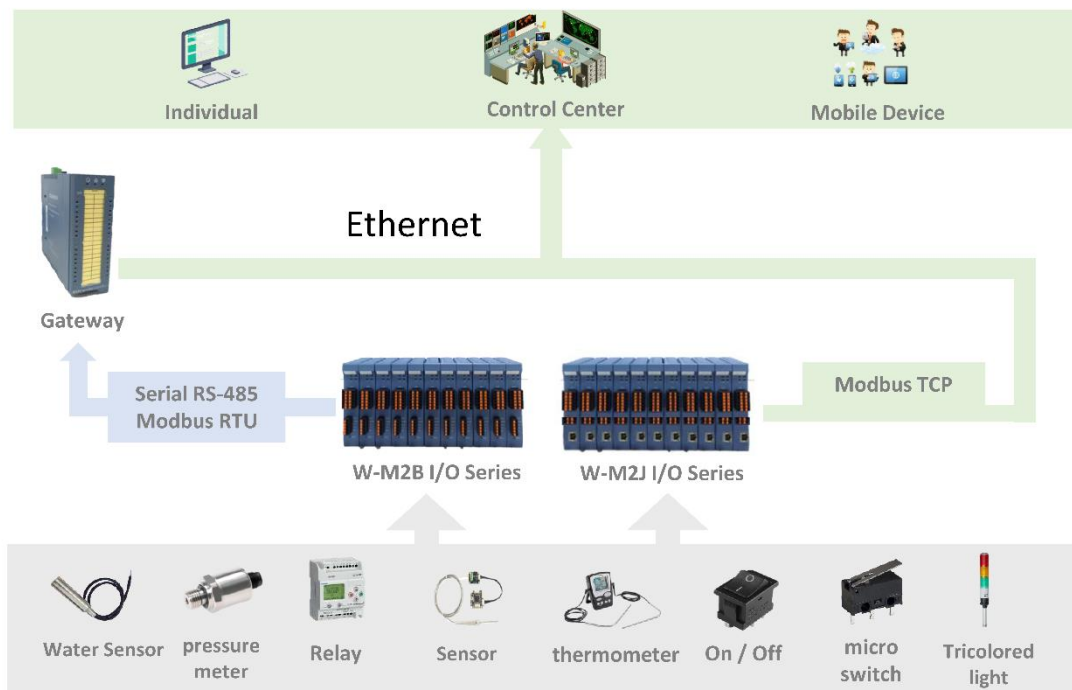 Individual
Control Center
Mobile Device
Ethernet
Gateway
Serial RS-485
Modbus RTU
Modbus TCP
W-M2B I/O Series
W-M2J I/O Series
Water Sensor
pressure
meter
Relay
Sensor
thermometer
On / Off
micro
switch
Tricolored
light